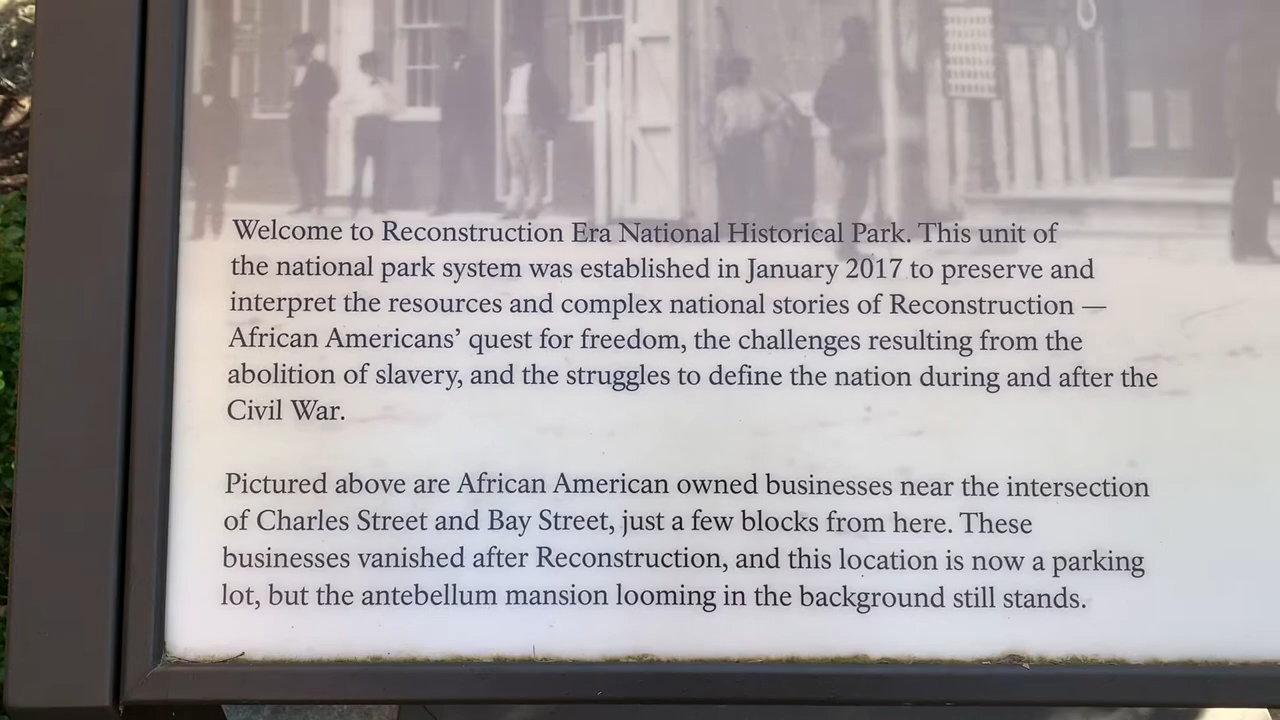 Welcome to Reconstruction Era National Historical Park. This unit of
the national park system was established in January 2017 to preserve and
interpret the resources and complex national stories of Reconstruction —
African Americans’ quest for freedom, the challenges resulting from the
abolition of slavery, and the struggles to define the nation during and after the
Civil War.
Pictured above are African American owned businesses near the intersection
of Charles Street and Bay Street, just a few blocks from here. These
businesses vanished after Reconstruction, and this location is now a parking
lot, but the antebellum mansion looming in the background still stands.